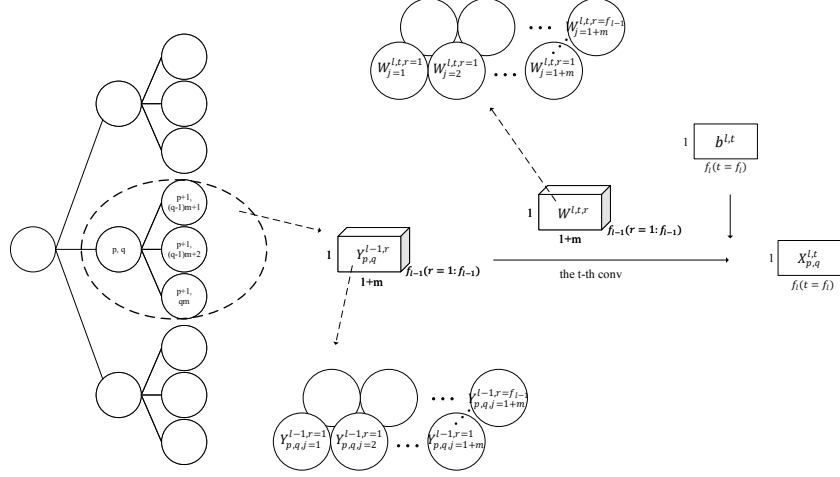 W_{j=1+m}^{l,t,r=f_{l-1}}
W_{j=1}^{l,t,r=1} W_{j=2}^{l,t,r=1} ... W_{j=1+m}^{l,t,r=1}
1 b^{l,t}
f_l(t = f_l)
p+1,
(q-1)m+1
p, q
p+1,
(q-1)m+2
p+1,
qm
1 Y_{p,q}^{l-1,r}
1+m
f_{l-1}(r = 1: f_{l-1})
1 W^{l,t,r}
1+m
f_{l-1}(r = 1: f_{l-1})
the t-th conv
1 X_{p,q}^{l,t}
f_l(t = f_l)
... Y_{p,q,j=1+m}^{l-1,r=f_{l-1}}
Y_{p,q,j=1}^{l-1,r=1} Y_{p,q,j=2}^{l-1,r=1} ... Y_{p,q,j=1+m}^{l-1,r=1}